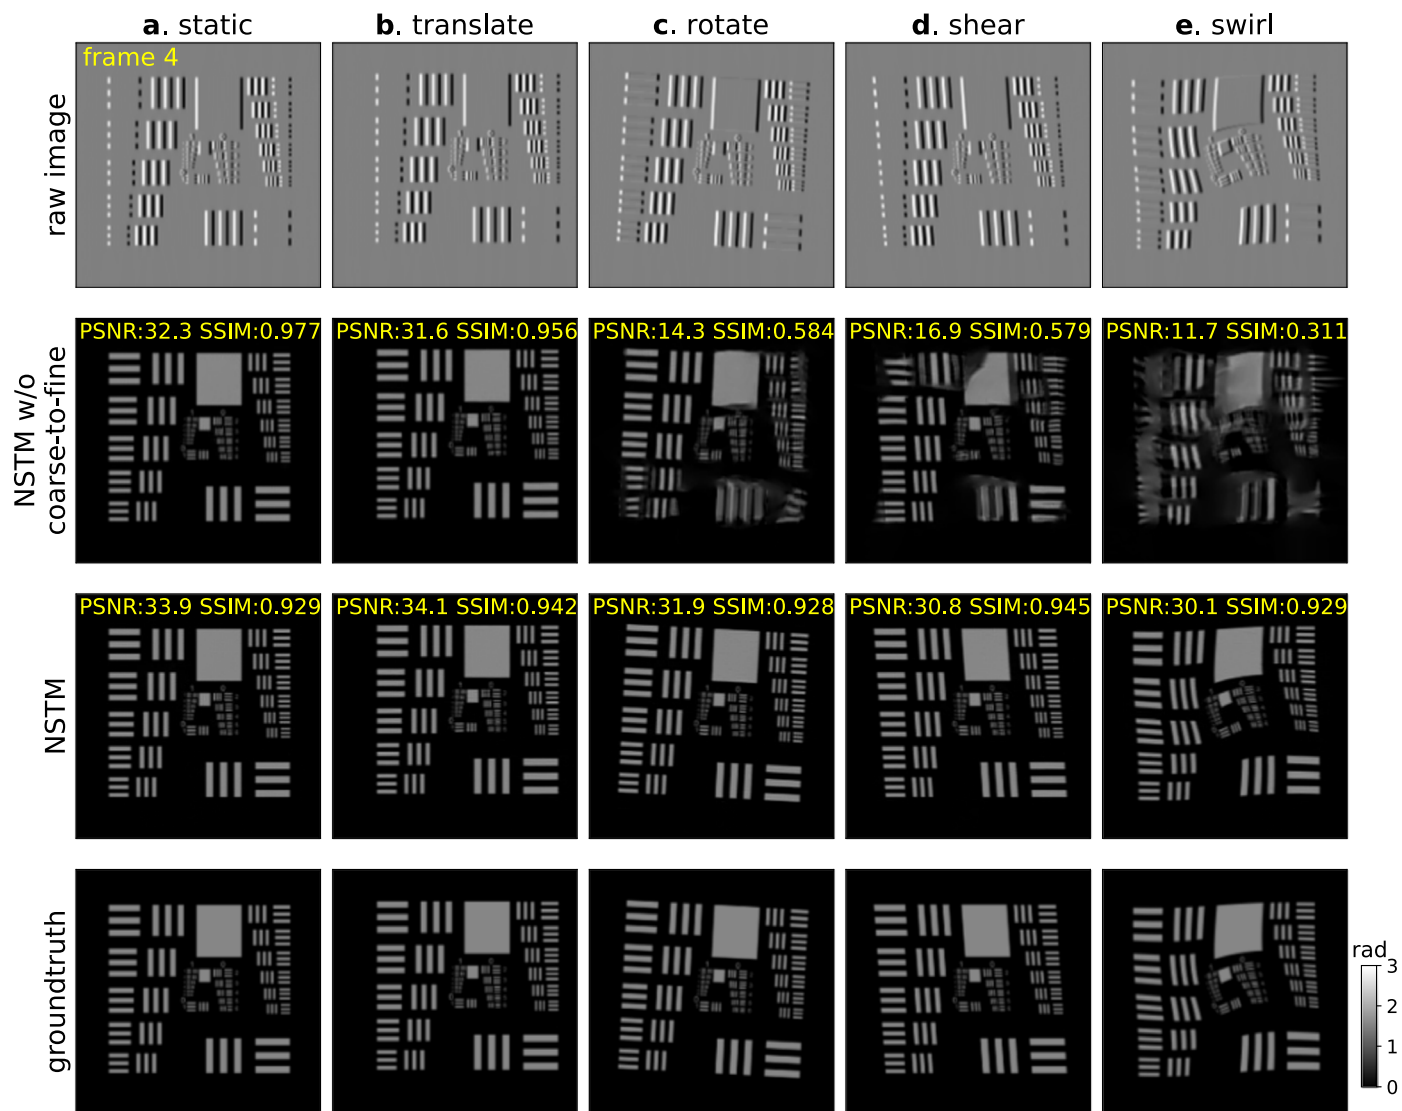 a. static
b. translate
c. rotate
d. shear
e. swirl
raw image
frame 4
NSTM w/o
coarse-to-fine
PSNR:32.3 SSIM:0.977
PSNR:31.6 SSIM:0.956
PSNR:14.3 SSIM:0.584
PSNR:16.9 SSIM:0.579
PSNR:11.7 SSIM:0.311
NSTM
PSNR:33.9 SSIM:0.929
PSNR:34.1 SSIM:0.942
PSNR:31.9 SSIM:0.928
PSNR:30.8 SSIM:0.945
PSNR:30.1 SSIM:0.929
groundtruth
rad
3
2
1
0